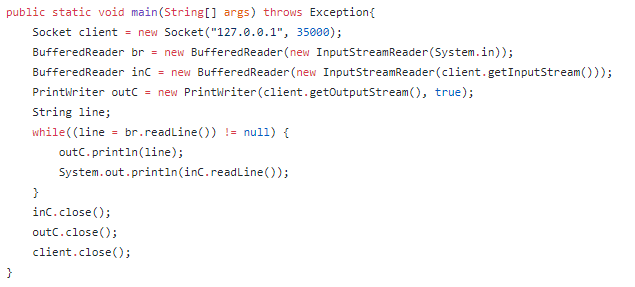 public static void main(String[] args) throws Exception{
    Socket client = new Socket("127.0.0.1", 35000);
    BufferedReader br = new BufferedReader(new InputStreamReader(System.in));
    BufferedReader inC = new BufferedReader(new InputStreamReader(client.getInputStream()));
    PrintWriter outC = new PrintWriter(client.getOutputStream(), true);
    String line;
    while((line = br.readLine()) != null) {
        outC.println(line);
        System.out.println(inC.readLine());
    }
    inC.close();
    outC.close();
    client.close();
}